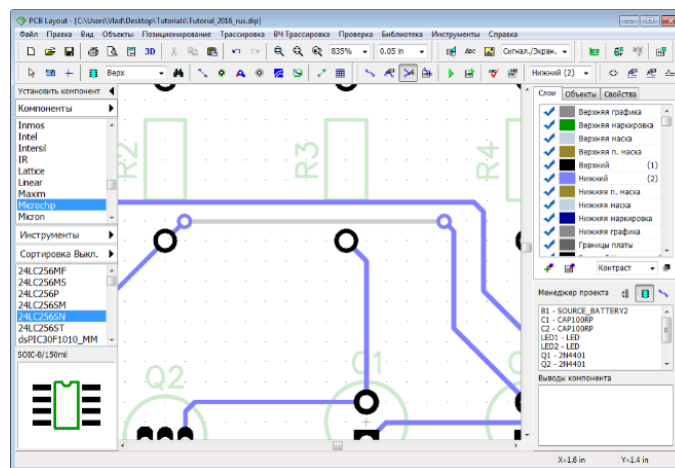 PCB Layout - [C:\Users\Vlad\Desktop\Tutorials\Tutorial_2016_rus.dip]
Файл Правка Вид Объекты Позиционирование Трассировка ВЧ Трассировка Проверка Библиотека Инструменты Справка
3D 835% 0.05 in Abc Сигнал./Экран.
Верх Нижний (2)
Установить компонент
Компоненты
Inmos
Intel
Intersil
IR
Lattice
Linear
Maxim
Microchp
Micron
Инструменты
Сортировка Выкл.
24LC256MF
24LC256MS
24LC256P
24LC256SM
24LC256SN
24LC256ST
dsPIC30F1010_MM
SOIC-8/150mil
R2
R3
R4
Q2
C1
Слои Объекты Свойства
Верхняя графика
Верхняя маркировка
Верхняя маска
Верхняя п. маска
Верхний (1)
Нижний (2)
Нижняя п. маска
Нижняя маска
Нижняя маркировка
Нижняя графика
Границы платы
Контраст
Менеджер проекта
B1 - SOURCE_BATTERY2
C1 - CAP100RP
C2 - CAP100RP
LED1 - LED
LED2 - LED
Q1 - 2N4401
Q2 - 2N4401
Выводы компонента
X=1.6 in Y=1.4 in